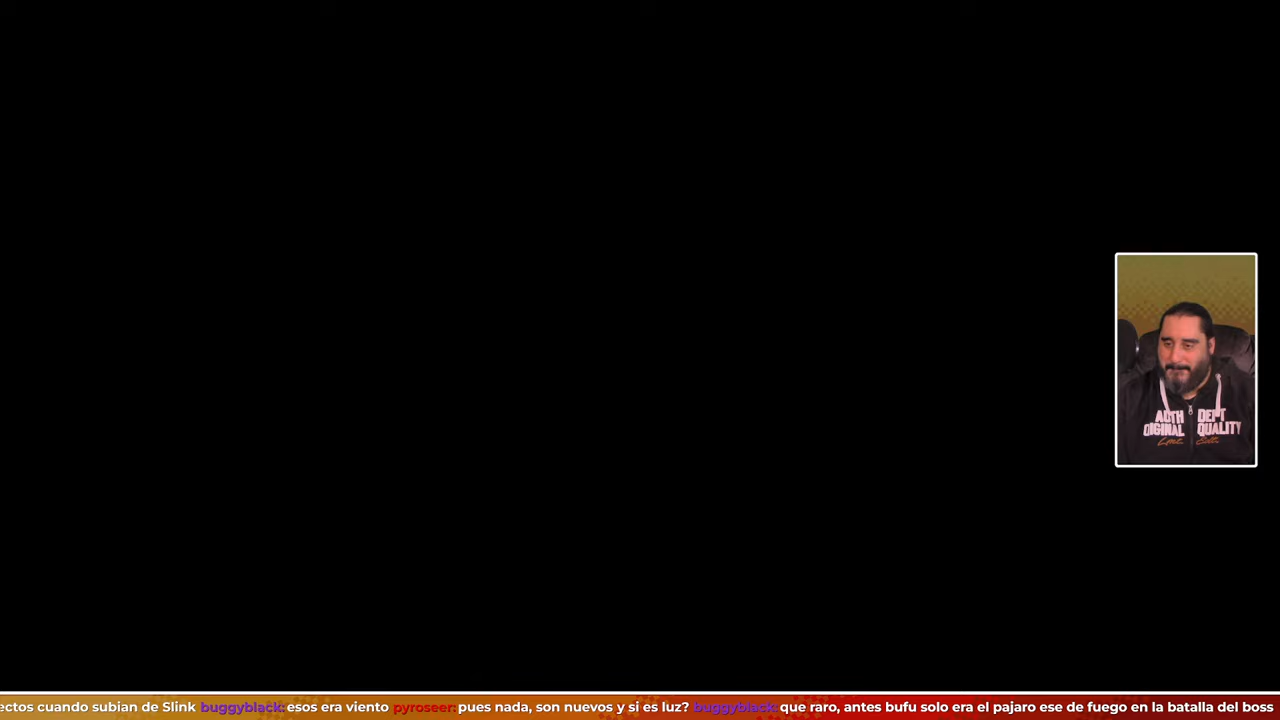 AUTH DEPT
ORIGINAL QUALITY
ectos cuando subian de Slink buggyblack: esos era viento pyroseer: pues nada, son nuevos y si es luz? buggyblack: que raro, antes bufu solo era el pajaro ese de fuego en la batalla del boss